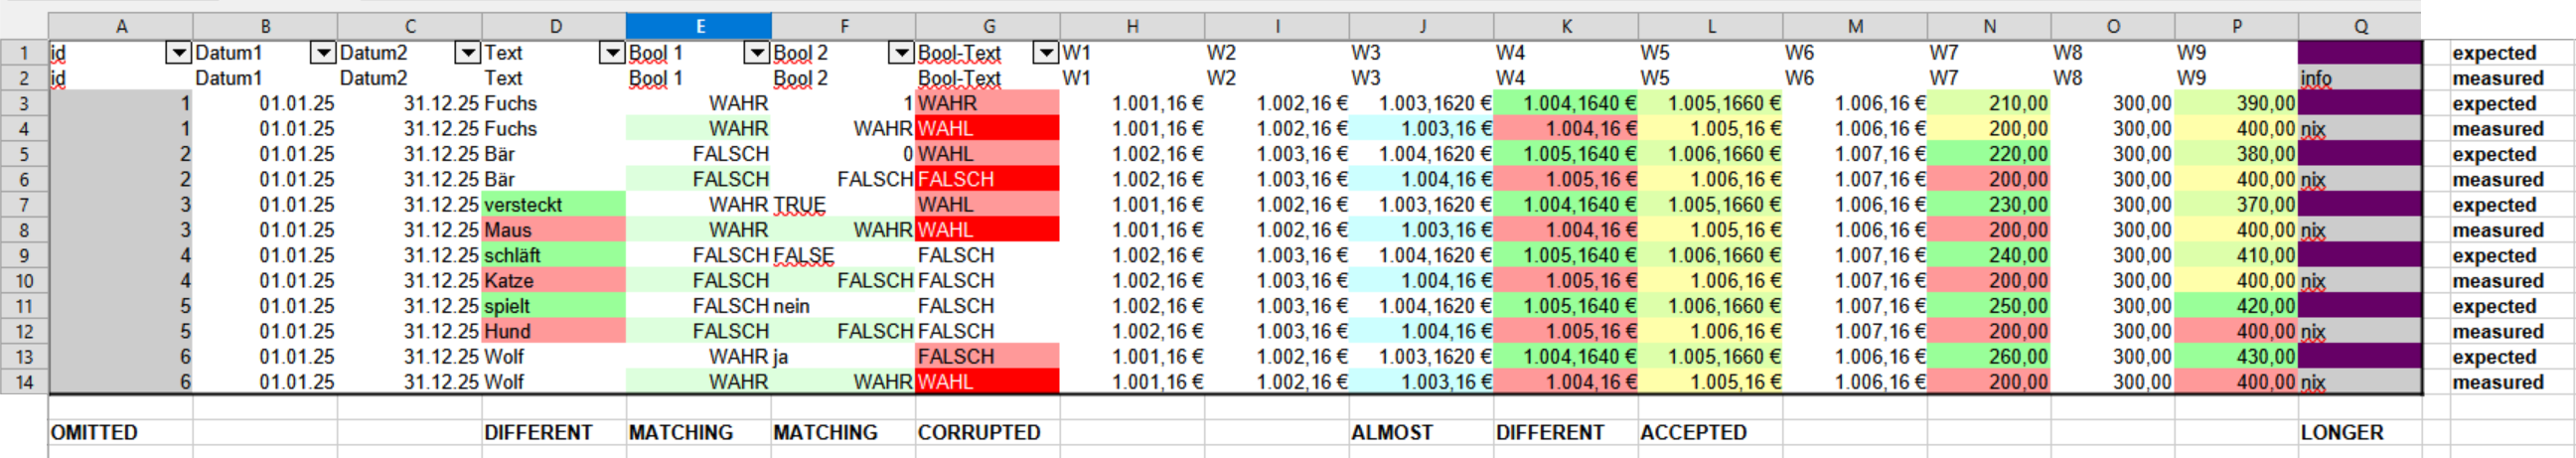 A B C D E F G H I J K L M N O P Q
1 id Datum1 Datum2 Text Bool 1 Bool 2 Bool-Text W1 W2 W3 W4 W5 W6 W7 W8 W9 expected
2 id Datum1 Datum2 Text Bool 1 Bool 2 Bool-Text W1 W2 W3 W4 W5 W6 W7 W8 W9 info measured
3 1 01.01.25 31.12.25 Fuchs WAHR 1 WAHR 1.001,16 € 1.002,16 € 1.003,1620 € 1.004,1640 € 1.005,1660 € 1.006,16 € 210,00 300,00 390,00 expected
4 1 01.01.25 31.12.25 Fuchs WAHR WAHR WAHL 1.001,16 € 1.002,16 € 1.003,16 € 1.004,16 € 1.005,16 € 1.006,16 € 200,00 300,00 400,00 nix measured
5 2 01.01.25 31.12.25 Bär FALSCH 0 WAHL 1.002,16 € 1.003,16 € 1.004,1620 € 1.005,1640 € 1.006,1660 € 1.007,16 € 220,00 300,00 380,00 expected
6 2 01.01.25 31.12.25 Bär FALSCH FALSCH FALSCH 1.002,16 € 1.003,16 € 1.004,16 € 1.005,16 € 1.006,16 € 1.007,16 € 200,00 300,00 400,00 nix measured
7 3 01.01.25 31.12.25 versteckt WAHR TRUE WAHL 1.001,16 € 1.002,16 € 1.003,1620 € 1.004,1640 € 1.005,1660 € 1.006,16 € 230,00 300,00 370,00 expected
8 3 01.01.25 31.12.25 Maus WAHR WAHR WAHL 1.001,16 € 1.002,16 € 1.003,16 € 1.004,16 € 1.005,16 € 1.006,16 € 200,00 300,00 400,00 nix measured
9 4 01.01.25 31.12.25 schläft FALSCH FALSE FALSCH 1.002,16 € 1.003,16 € 1.004,1620 € 1.005,1640 € 1.006,1660 € 1.007,16 € 240,00 300,00 410,00 expected
10 4 01.01.25 31.12.25 Katze FALSCH FALSCH FALSCH 1.002,16 € 1.003,16 € 1.004,16 € 1.005,16 € 1.006,16 € 1.007,16 € 200,00 300,00 400,00 nix measured
11 5 01.01.25 31.12.25 spielt FALSCH nein FALSCH 1.002,16 € 1.003,16 € 1.004,1620 € 1.005,1640 € 1.006,1660 € 1.007,16 € 250,00 300,00 420,00 expected
12 5 01.01.25 31.12.25 Hund FALSCH FALSCH FALSCH 1.002,16 € 1.003,16 € 1.004,16 € 1.005,16 € 1.006,16 € 1.007,16 € 200,00 300,00 400,00 nix measured
13 6 01.01.25 31.12.25 Wolf WAHR ja FALSCH 1.001,16 € 1.002,16 € 1.003,1620 € 1.004,1640 € 1.005,1660 € 1.006,16 € 260,00 300,00 430,00 expected
14 6 01.01.25 31.12.25 Wolf WAHR WAHR WAHL 1.001,16 € 1.002,16 € 1.003,16 € 1.004,16 € 1.005,16 € 1.006,16 € 200,00 300,00 400,00 nix measured
OMITTED DIFFERENT MATCHING MATCHING CORRUPTED ALMOST DIFFERENT ACCEPTED LONGER